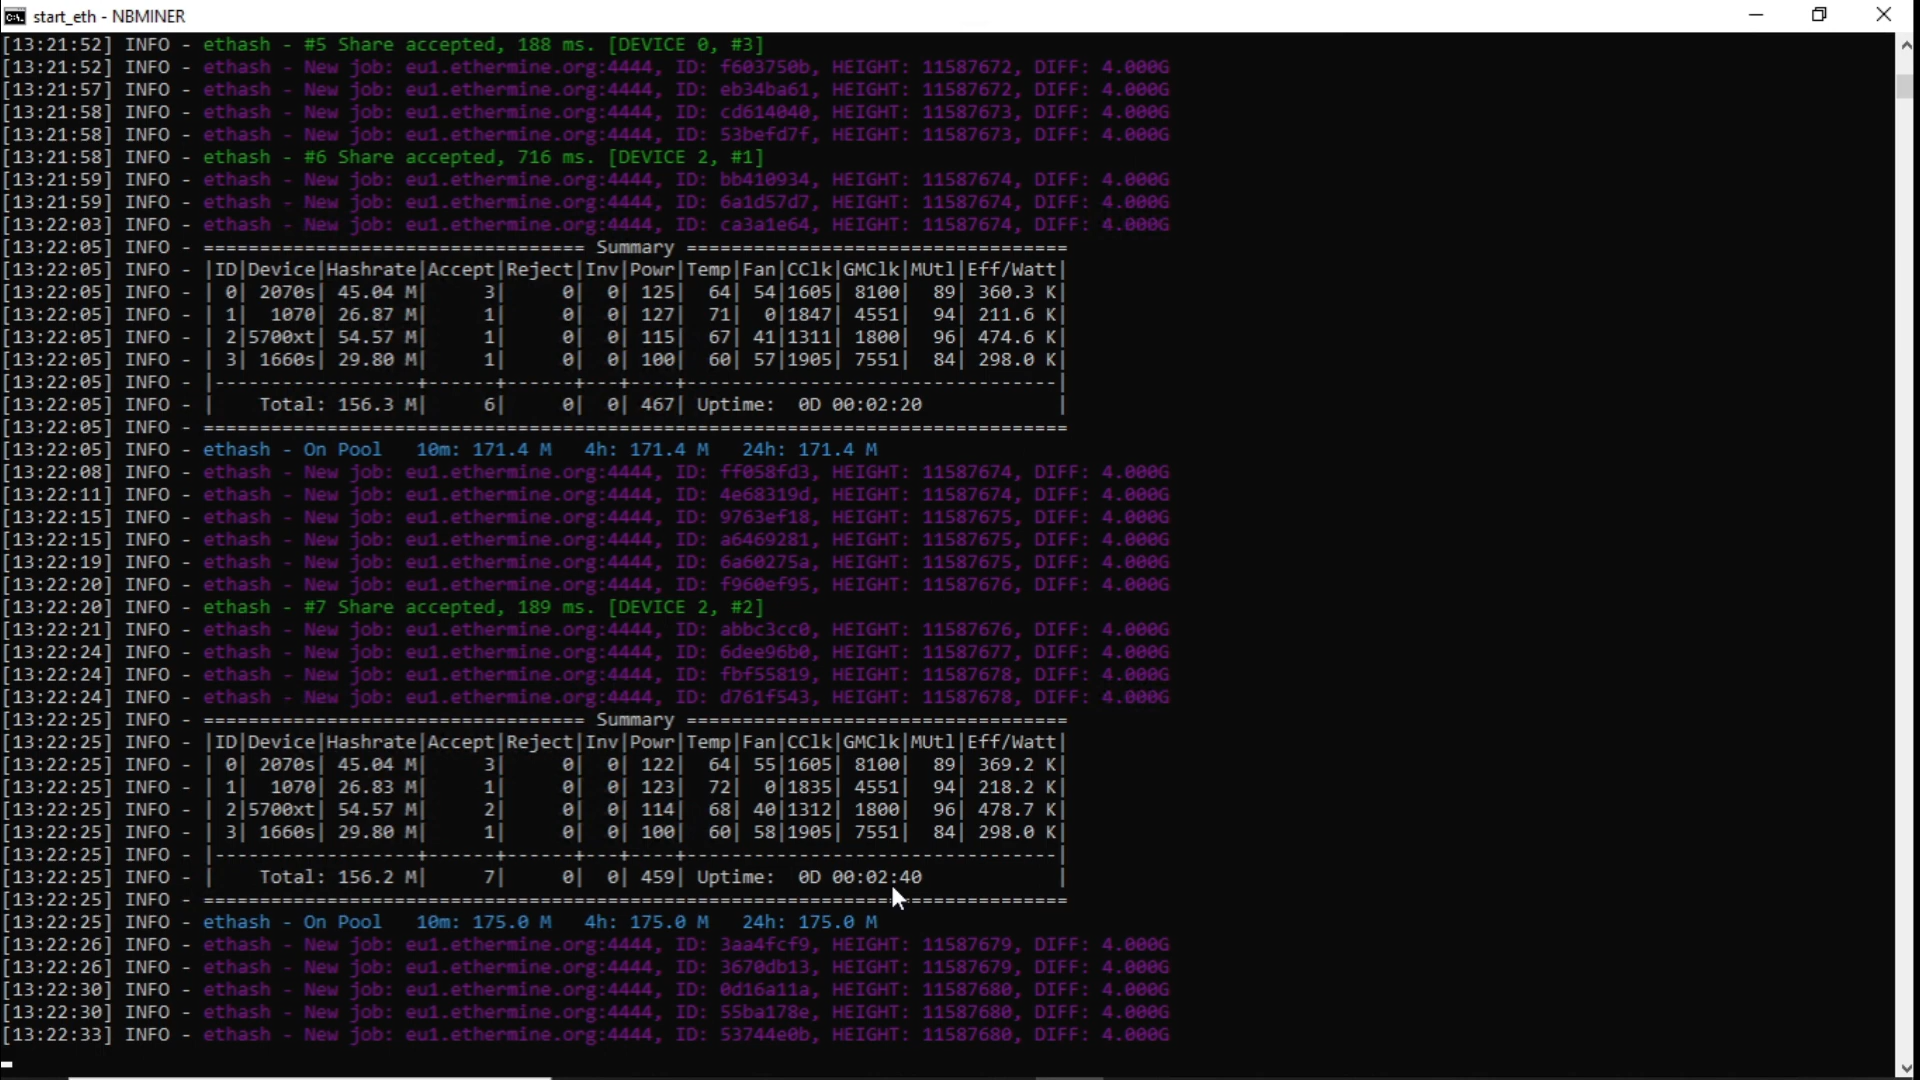 start_eth - NBMINER
[13:21:52] INFO - ethash - #5 Share accepted, 188 ms. [DEVICE 0, #3]
[13:21:52] INFO - ethash - New job: eu1.ethermine.org:4444, ID: f603750b, HEIGHT: 11587672, DIFF: 4.000G
[13:21:57] INFO - ethash - New job: eu1.ethermine.org:4444, ID: eb34ba61, HEIGHT: 11587672, DIFF: 4.000G
[13:21:58] INFO - ethash - New job: eu1.ethermine.org:4444, ID: cd614040, HEIGHT: 11587673, DIFF: 4.000G
[13:21:58] INFO - ethash - New job: eu1.ethermine.org:4444, ID: 53befd7f, HEIGHT: 11587673, DIFF: 4.000G
[13:21:58] INFO - ethash - #6 Share accepted, 716 ms. [DEVICE 2, #1]
[13:21:59] INFO - ethash - New job: eu1.ethermine.org:4444, ID: bb410934, HEIGHT: 11587674, DIFF: 4.000G
[13:21:59] INFO - ethash - New job: eu1.ethermine.org:4444, ID: 6a1d57d7, HEIGHT: 11587674, DIFF: 4.000G
[13:22:03] INFO - ethash - New job: eu1.ethermine.org:4444, ID: ca3a1e64, HEIGHT: 11587674, DIFF: 4.000G
[13:22:05] INFO - ================================== Summary ==================================
[13:22:05] INFO - |ID|Device|Hashrate|Accept|Reject|Inv|Powr|Temp|Fan|CClk|GMClk|MUtl|Eff/Watt|
[13:22:05] INFO - | 0| 2070s| 45.04 M|     3|     0|  0| 125|  64| 54|1605| 8100|  89| 360.3 K|
[13:22:05] INFO - | 1|  1070| 26.87 M|     1|     0|  0| 127|  71|  0|1847| 4551|  94| 211.6 K|
[13:22:05] INFO - | 2|5700xt| 54.57 M|     1|     0|  0| 115|  67| 41|1311| 1800|  96| 474.6 K|
[13:22:05] INFO - | 3| 1660s| 29.80 M|     1|     0|  0| 100|  60| 57|1905| 7551|  84| 298.0 K|
[13:22:05] INFO - |------------------+------+------+---+----+---------------------------------|
[13:22:05] INFO - |    Total: 156.3 M|     6|     0|  0| 467| Uptime:  0D 00:02:20            |
[13:22:05] INFO - =============================================================================
[13:22:05] INFO - ethash - On Pool   10m: 171.4 M   4h: 171.4 M   24h: 171.4 M
[13:22:08] INFO - ethash - New job: eu1.ethermine.org:4444, ID: ff058fd3, HEIGHT: 11587674, DIFF: 4.000G
[13:22:11] INFO - ethash - New job: eu1.ethermine.org:4444, ID: 4e68319d, HEIGHT: 11587674, DIFF: 4.000G
[13:22:15] INFO - ethash - New job: eu1.ethermine.org:4444, ID: 9763ef18, HEIGHT: 11587675, DIFF: 4.000G
[13:22:15] INFO - ethash - New job: eu1.ethermine.org:4444, ID: a6469281, HEIGHT: 11587675, DIFF: 4.000G
[13:22:19] INFO - ethash - New job: eu1.ethermine.org:4444, ID: 6a60275a, HEIGHT: 11587675, DIFF: 4.000G
[13:22:20] INFO - ethash - New job: eu1.ethermine.org:4444, ID: f960ef95, HEIGHT: 11587676, DIFF: 4.000G
[13:22:20] INFO - ethash - #7 Share accepted, 189 ms. [DEVICE 2, #2]
[13:22:21] INFO - ethash - New job: eu1.ethermine.org:4444, ID: abbc3cc0, HEIGHT: 11587676, DIFF: 4.000G
[13:22:24] INFO - ethash - New job: eu1.ethermine.org:4444, ID: 6dee96b0, HEIGHT: 11587677, DIFF: 4.000G
[13:22:24] INFO - ethash - New job: eu1.ethermine.org:4444, ID: fbf55819, HEIGHT: 11587678, DIFF: 4.000G
[13:22:24] INFO - ethash - New job: eu1.ethermine.org:4444, ID: d761f543, HEIGHT: 11587678, DIFF: 4.000G
[13:22:25] INFO - ================================== Summary ==================================
[13:22:25] INFO - |ID|Device|Hashrate|Accept|Reject|Inv|Powr|Temp|Fan|CClk|GMClk|MUtl|Eff/Watt|
[13:22:25] INFO - | 0| 2070s| 45.04 M|     3|     0|  0| 122|  64| 55|1605| 8100|  89| 369.2 K|
[13:22:25] INFO - | 1|  1070| 26.83 M|     1|     0|  0| 123|  72|  0|1835| 4551|  94| 218.2 K|
[13:22:25] INFO - | 2|5700xt| 54.57 M|     2|     0|  0| 114|  68| 40|1312| 1800|  96| 478.7 K|
[13:22:25] INFO - | 3| 1660s| 29.80 M|     1|     0|  0| 100|  60| 58|1905| 7551|  84| 298.0 K|
[13:22:25] INFO - |------------------+------+------+---+----+---------------------------------|
[13:22:25] INFO - |    Total: 156.2 M|     7|     0|  0| 459| Uptime:  0D 00:02:40            |
[13:22:25] INFO - =============================================================================
[13:22:25] INFO - ethash - On Pool   10m: 175.0 M   4h: 175.0 M   24h: 175.0 M
[13:22:26] INFO - ethash - New job: eu1.ethermine.org:4444, ID: 3aa4fcf9, HEIGHT: 11587679, DIFF: 4.000G
[13:22:26] INFO - ethash - New job: eu1.ethermine.org:4444, ID: 3670db13, HEIGHT: 11587679, DIFF: 4.000G
[13:22:30] INFO - ethash - New job: eu1.ethermine.org:4444, ID: 0d16a11a, HEIGHT: 11587680, DIFF: 4.000G
[13:22:30] INFO - ethash - New job: eu1.ethermine.org:4444, ID: 55ba178e, HEIGHT: 11587680, DIFF: 4.000G
[13:22:33] INFO - ethash - New job: eu1.ethermine.org:4444, ID: 53744e0b, HEIGHT: 11587680, DIFF: 4.000G